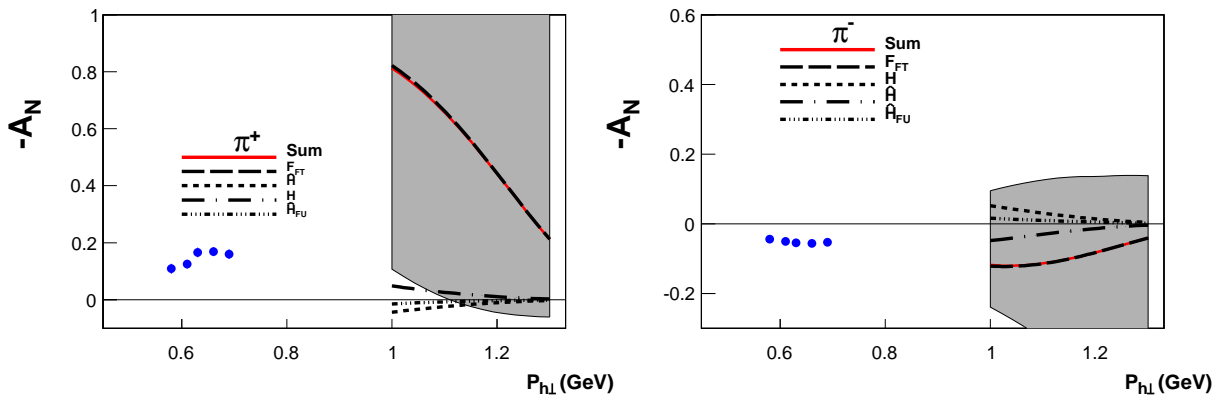 -A_N
1
0.8
0.6
0.4
0.2
0
π⁺
Sum
F_FT
Ĥ
H
Ĥ_FU
0.6 0.8 1 1.2
P_h⊥ (GeV)
-A_N
0.6
0.4
0.2
0
-0.2
π⁻
Sum
F_FT
H
Ĥ
Ĥ_FU
0.6 0.8 1 1.2
P_h⊥ (GeV)